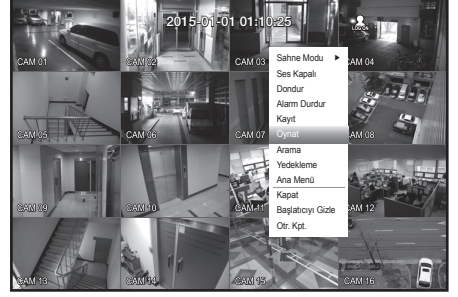 2015-01-01 01:10:25
LOG ON
CAM 01
CAM 02
CAM 03
CAM 04
Sahne Modu
Ses Kapalı
Dondur
Alarm Durdur
Kayıt
Oynat
Arama
Yedekleme
Ana Menü
Kapat
Başlatıcıyı Gizle
Otr. Kpt.
CAM 05
CAM 06
CAM 07
CAM 08
CAM 09
CAM 10
CAM 11
CAM 12
CAM 13
CAM 14
CAM 15
CAM 16